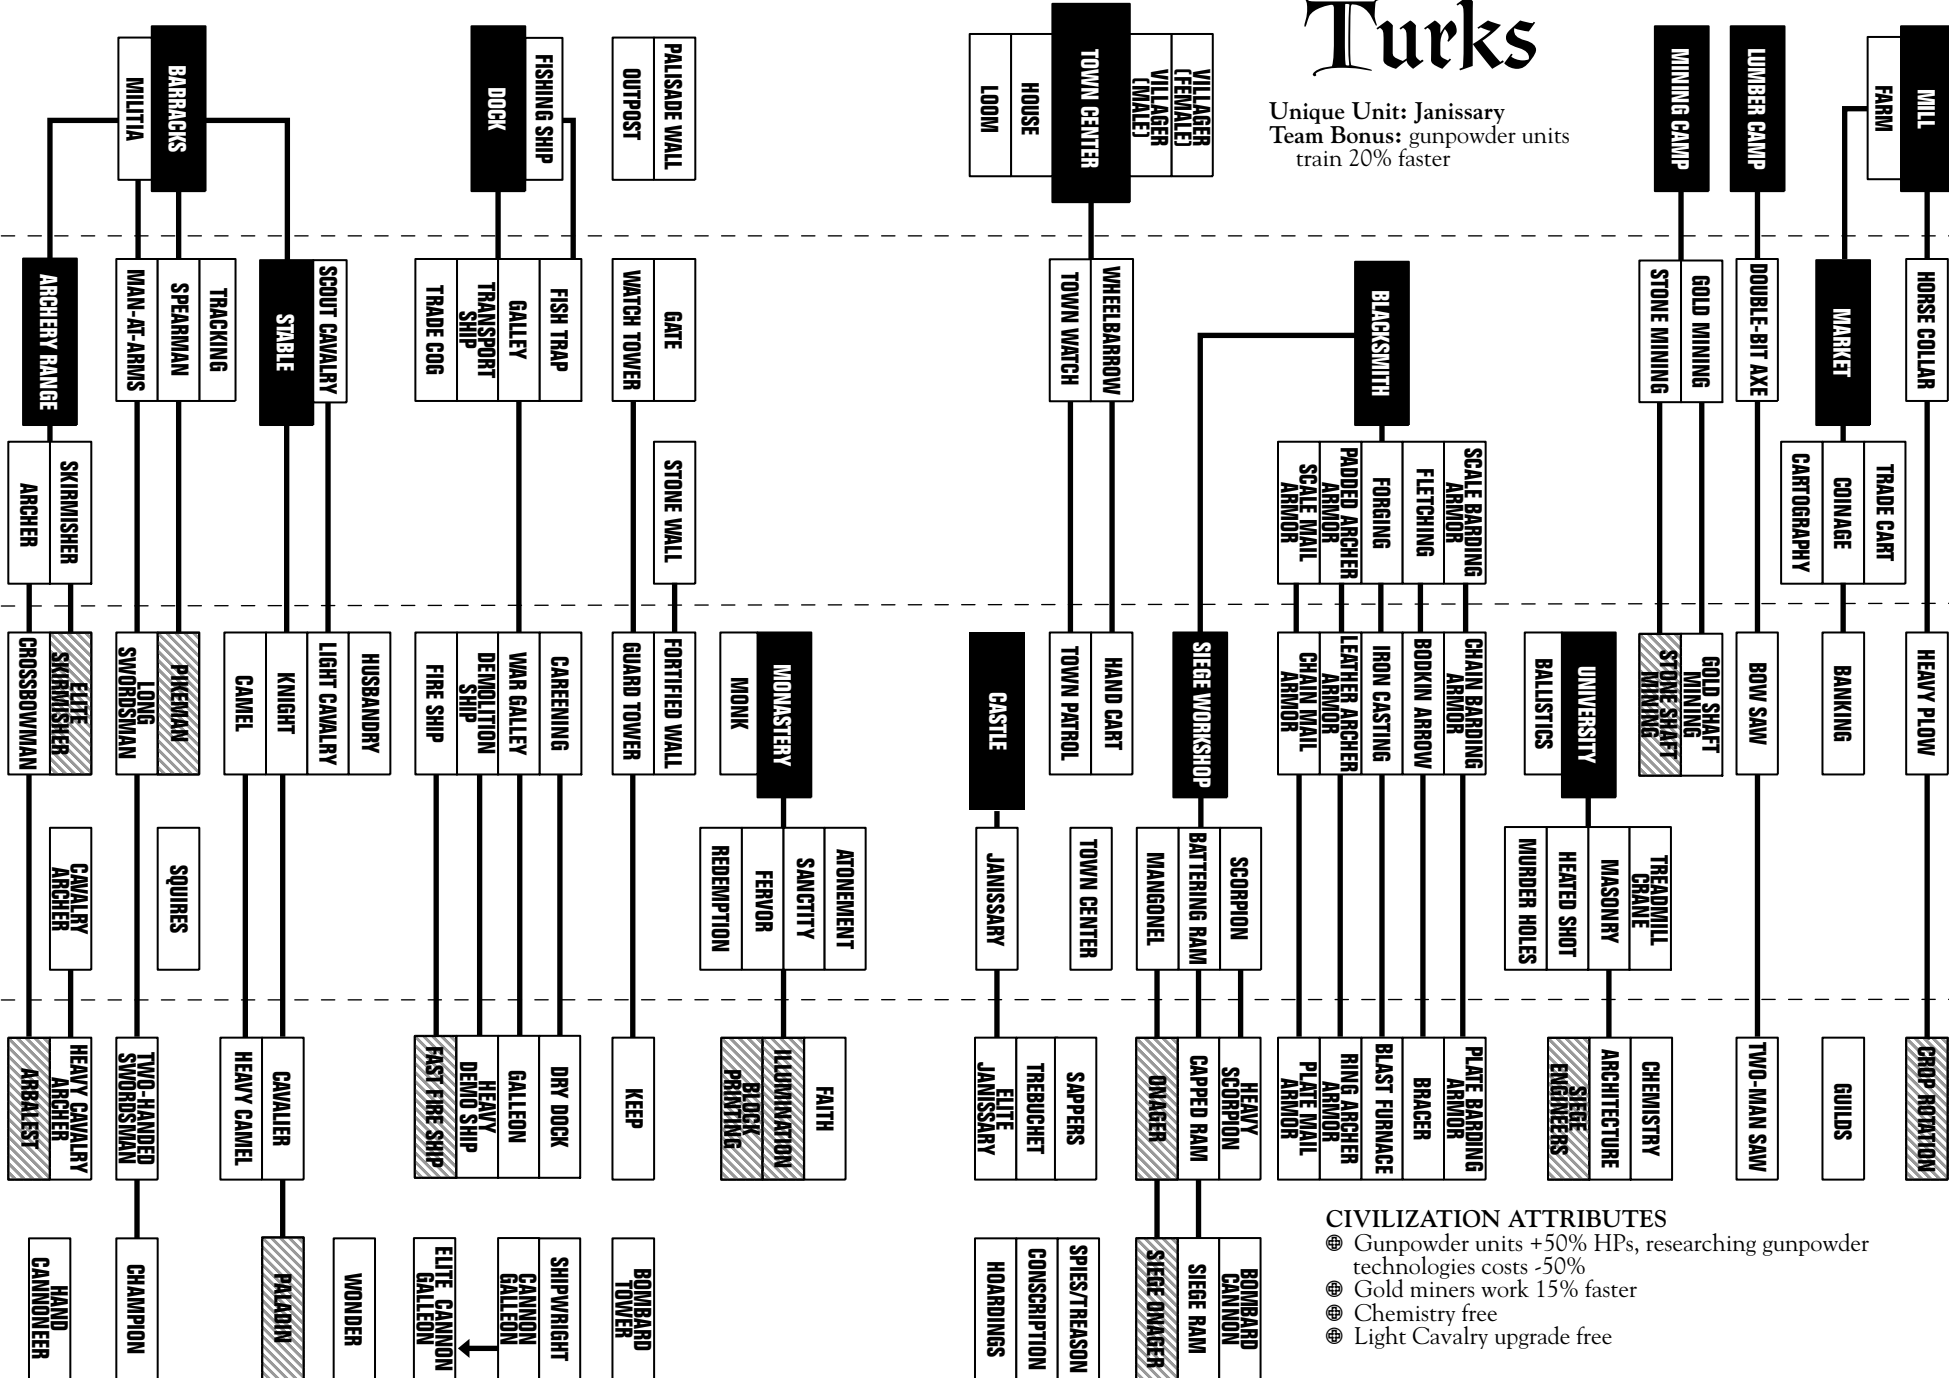 Turks
Unique Unit: Janissary
Team Bonus: gunpowder units
train 20% faster
BARRACKS
MILITIA
DOCK
FISHING SHIP
PALISADE WALL
OUTPOST
TOWN CENTER
VILLAGER
(FEMALE)
VILLAGER
(MALE)
HOUSE
LOOM
MINING CAMP
LUMBER CAMP
MILL
FARM
ARCHERY RANGE
MAN-AT-ARMS
SPEARMAN
TRACKING
STABLE
SCOUT CAVALRY
TRADE COG
TRANSPORT
SHIP
GALLEY
FISH TRAP
WATCH TOWER
GATE
TOWN WATCH
WHEELBARROW
BLACKSMITH
STONE MINING
GOLD MINING
DOUBLE-BIT AXE
MARKET
HORSE COLLAR
ARCHER
SKIRMISHER
STONE WALL
SCALE MAIL
ARMOR
PADDED ARCHER
ARMOR
FORGING
FLETCHING
SCALE BARDING
ARMOR
CARTOGRAPHY
COINAGE
TRADE CART
CROSSBOWMAN
ELITE
SKIRMISHER
LONG
SWORDSMAN
PIKEMAN
CAMEL
KNIGHT
LIGHT CAVALRY
HUSBANDRY
FIRE SHIP
DEMOLITION
SHIP
WAR GALLEY
CAREENING
GUARD TOWER
FORTIFIED WALL
MONK
MONASTERY
CASTLE
TOWN PATROL
HAND CART
SIEGE WORKSHOP
CHAIN MAIL
ARMOR
LEATHER ARCHER
ARMOR
IRON CASTING
BODKIN ARROW
CHAIN BARDING
ARMOR
BALLISTICS
UNIVERSITY
STONE SHAFT
MINING
GOLD SHAFT
MINING
BOW SAW
BANKING
HEAVY PLOW
CAVALRY
ARCHER
SQUIRES
REDEMPTION
FERVOR
SANCTITY
ATONEMENT
JANISSARY
TOWN CENTER
MANGONEL
BATTERING RAM
SCORPION
MURDER HOLES
HEATED SHOT
MASONRY
TREADMILL
CRANE
ARBALEST
HEAVY CAVALRY
ARCHER
TWO-HANDED
SWORDSMAN
HEAVY CAMEL
CAVALIER
FAST FIRE SHIP
HEAVY
DEMO SHIP
GALLEON
DRY DOCK
KEEP
BLOCK
PRINTING
ILLUMINATION
FAITH
ELITE
JANISSARY
TREBUCHET
SAPPERS
ONAGER
CAPPED RAM
HEAVY
SCORPION
PLATE MAIL
ARMOR
RING ARCHER
ARMOR
BLAST FURNACE
BRACER
PLATE BARDING
ARMOR
SIEGE
ENGINEERS
ARCHITECTURE
CHEMISTRY
TWO-MAN SAW
GUILDS
CROP ROTATION
HAND
CANNONEER
CHAMPION
PALADIN
WONDER
ELITE CANNON
GALLEON
CANNON
GALLEON
SHIPWRIGHT
BOMBARD
TOWER
HOARDINGS
CONSCRIPTION
SPIES/TREASON
SIEGE ONAGER
SIEGE RAM
BOMBARD
CANNON
CIVILIZATION ATTRIBUTES
Gunpowder units +50% HPs, researching gunpowder
technologies costs -50%
Gold miners work 15% faster
Chemistry free
Light Cavalry upgrade free